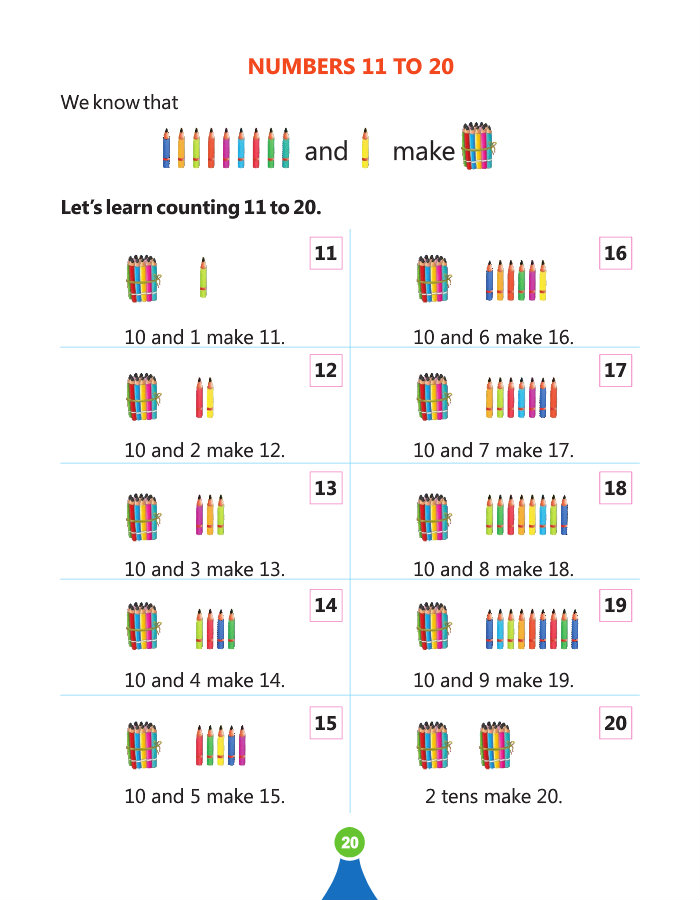 NUMBERS 11 TO 20
We know that
and make
Let's learn counting 11 to 20.
11
10 and 1 make 11.
12
10 and 2 make 12.
13
10 and 3 make 13.
14
10 and 4 make 14.
15
10 and 5 make 15.
16
10 and 6 make 16.
17
10 and 7 make 17.
18
10 and 8 make 18.
19
10 and 9 make 19.
20
2 tens make 20.
20